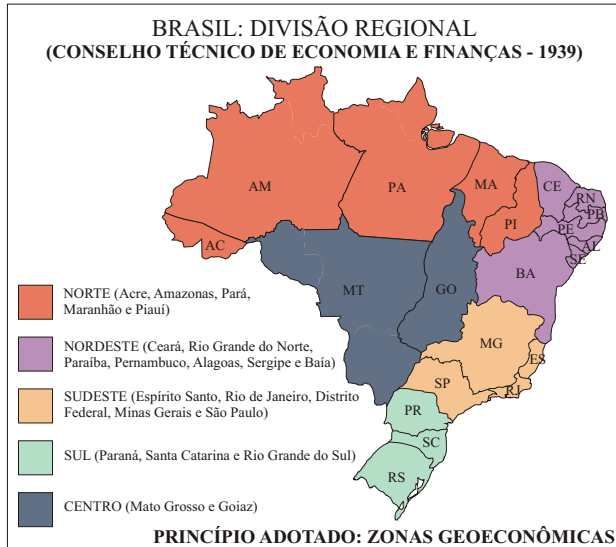 BRASIL: DIVISÃO REGIONAL
(CONSELHO TÉCNICO DE ECONOMIA E FINANÇAS - 1939)
AM
PA
MA
CE
RN
PB
PI
PE
AL
SE
AC
BA
MT
GO
MG
ES
SP
RJ
PR
SC
RS
NORTE (Acre, Amazonas, Pará,
Maranhão e Piauí)
NORDESTE (Ceará, Rio Grande do Norte,
Paraíba, Pernambuco, Alagoas, Sergipe e Baía)
SUDESTE (Espírito Santo, Rio de Janeiro, Distrito
Federal, Minas Gerais e São Paulo)
SUL (Paraná, Santa Catarina e Rio Grande do Sul)
CENTRO (Mato Grosso e Goiaz)
PRINCÍPIO ADOTADO: ZONAS GEOECONÔMICAS